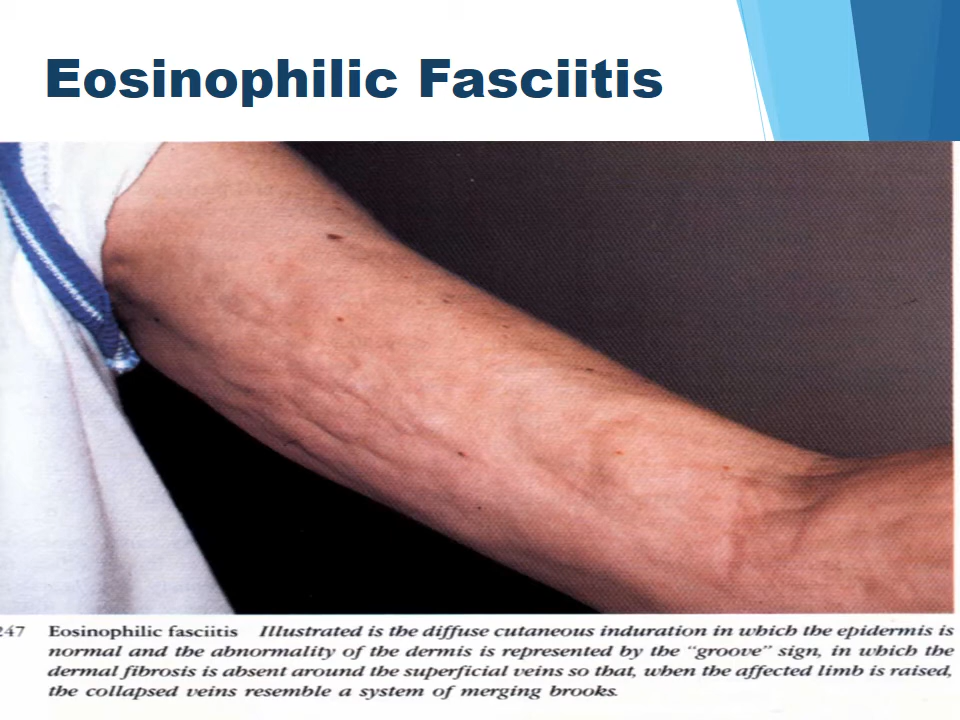 Eosinophilic Fasciitis
247 Eosinophilic fasciitis Illustrated is the diffuse cutaneous induration in which the epidermis is
normal and the abnormality of the dermis is represented by the “groove” sign, in which the
dermal fibrosis is absent around the superficial veins so that, when the affected limb is raised,
the collapsed veins resemble a system of merging brooks.